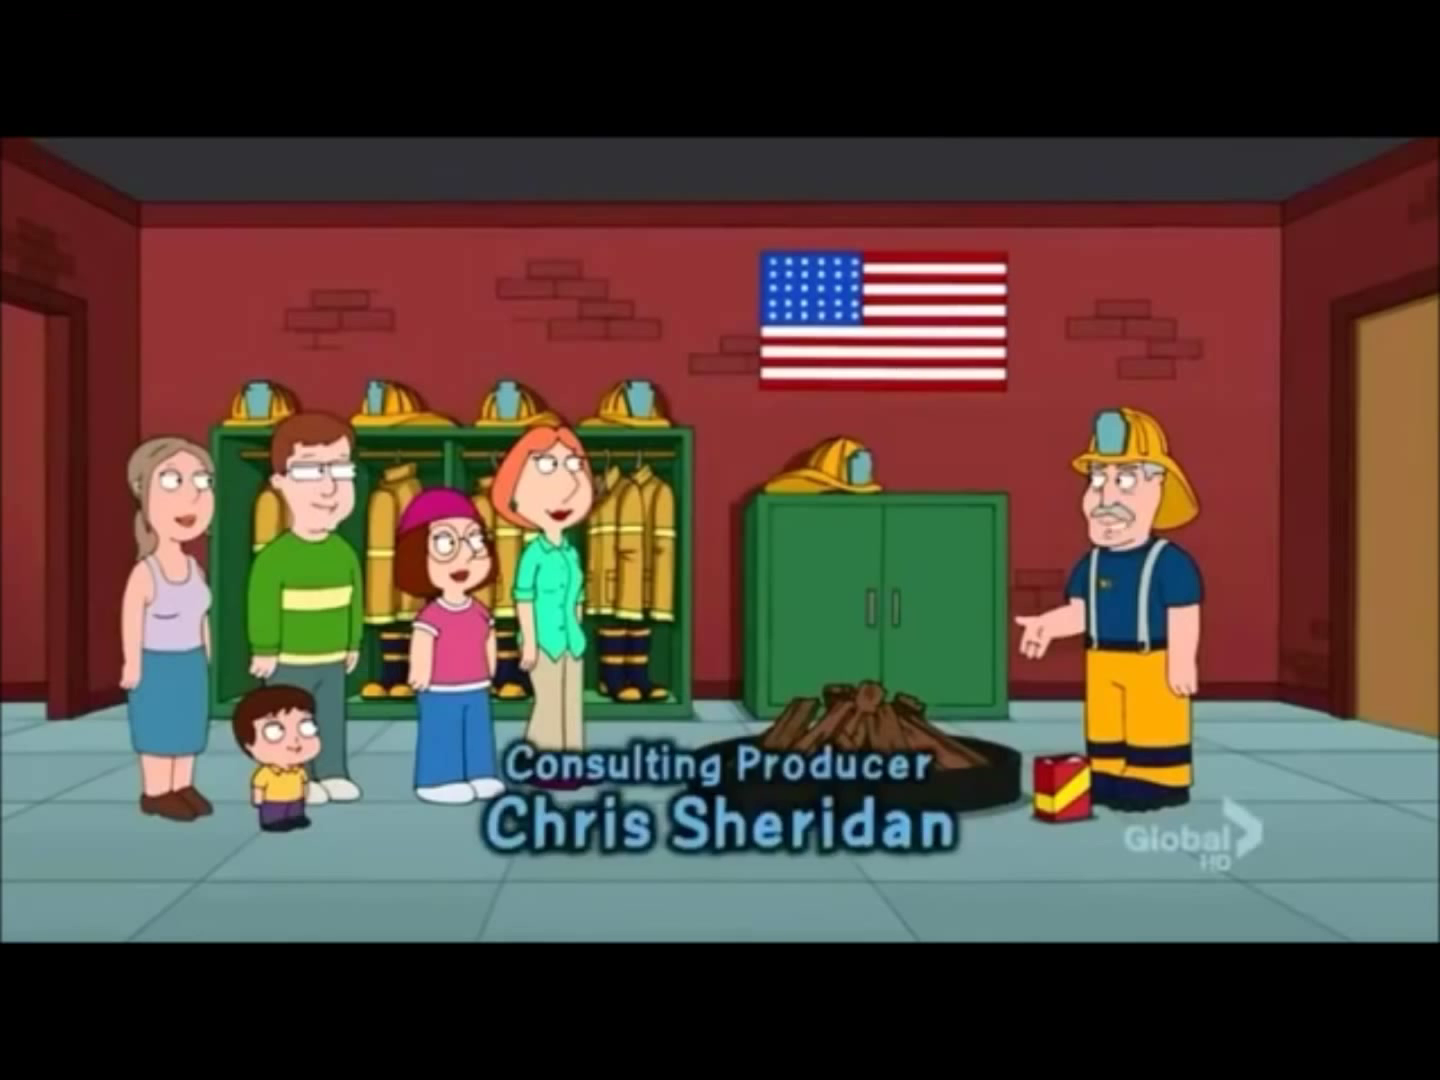 Consulting Producer
Chris Sheridan
Global
HD